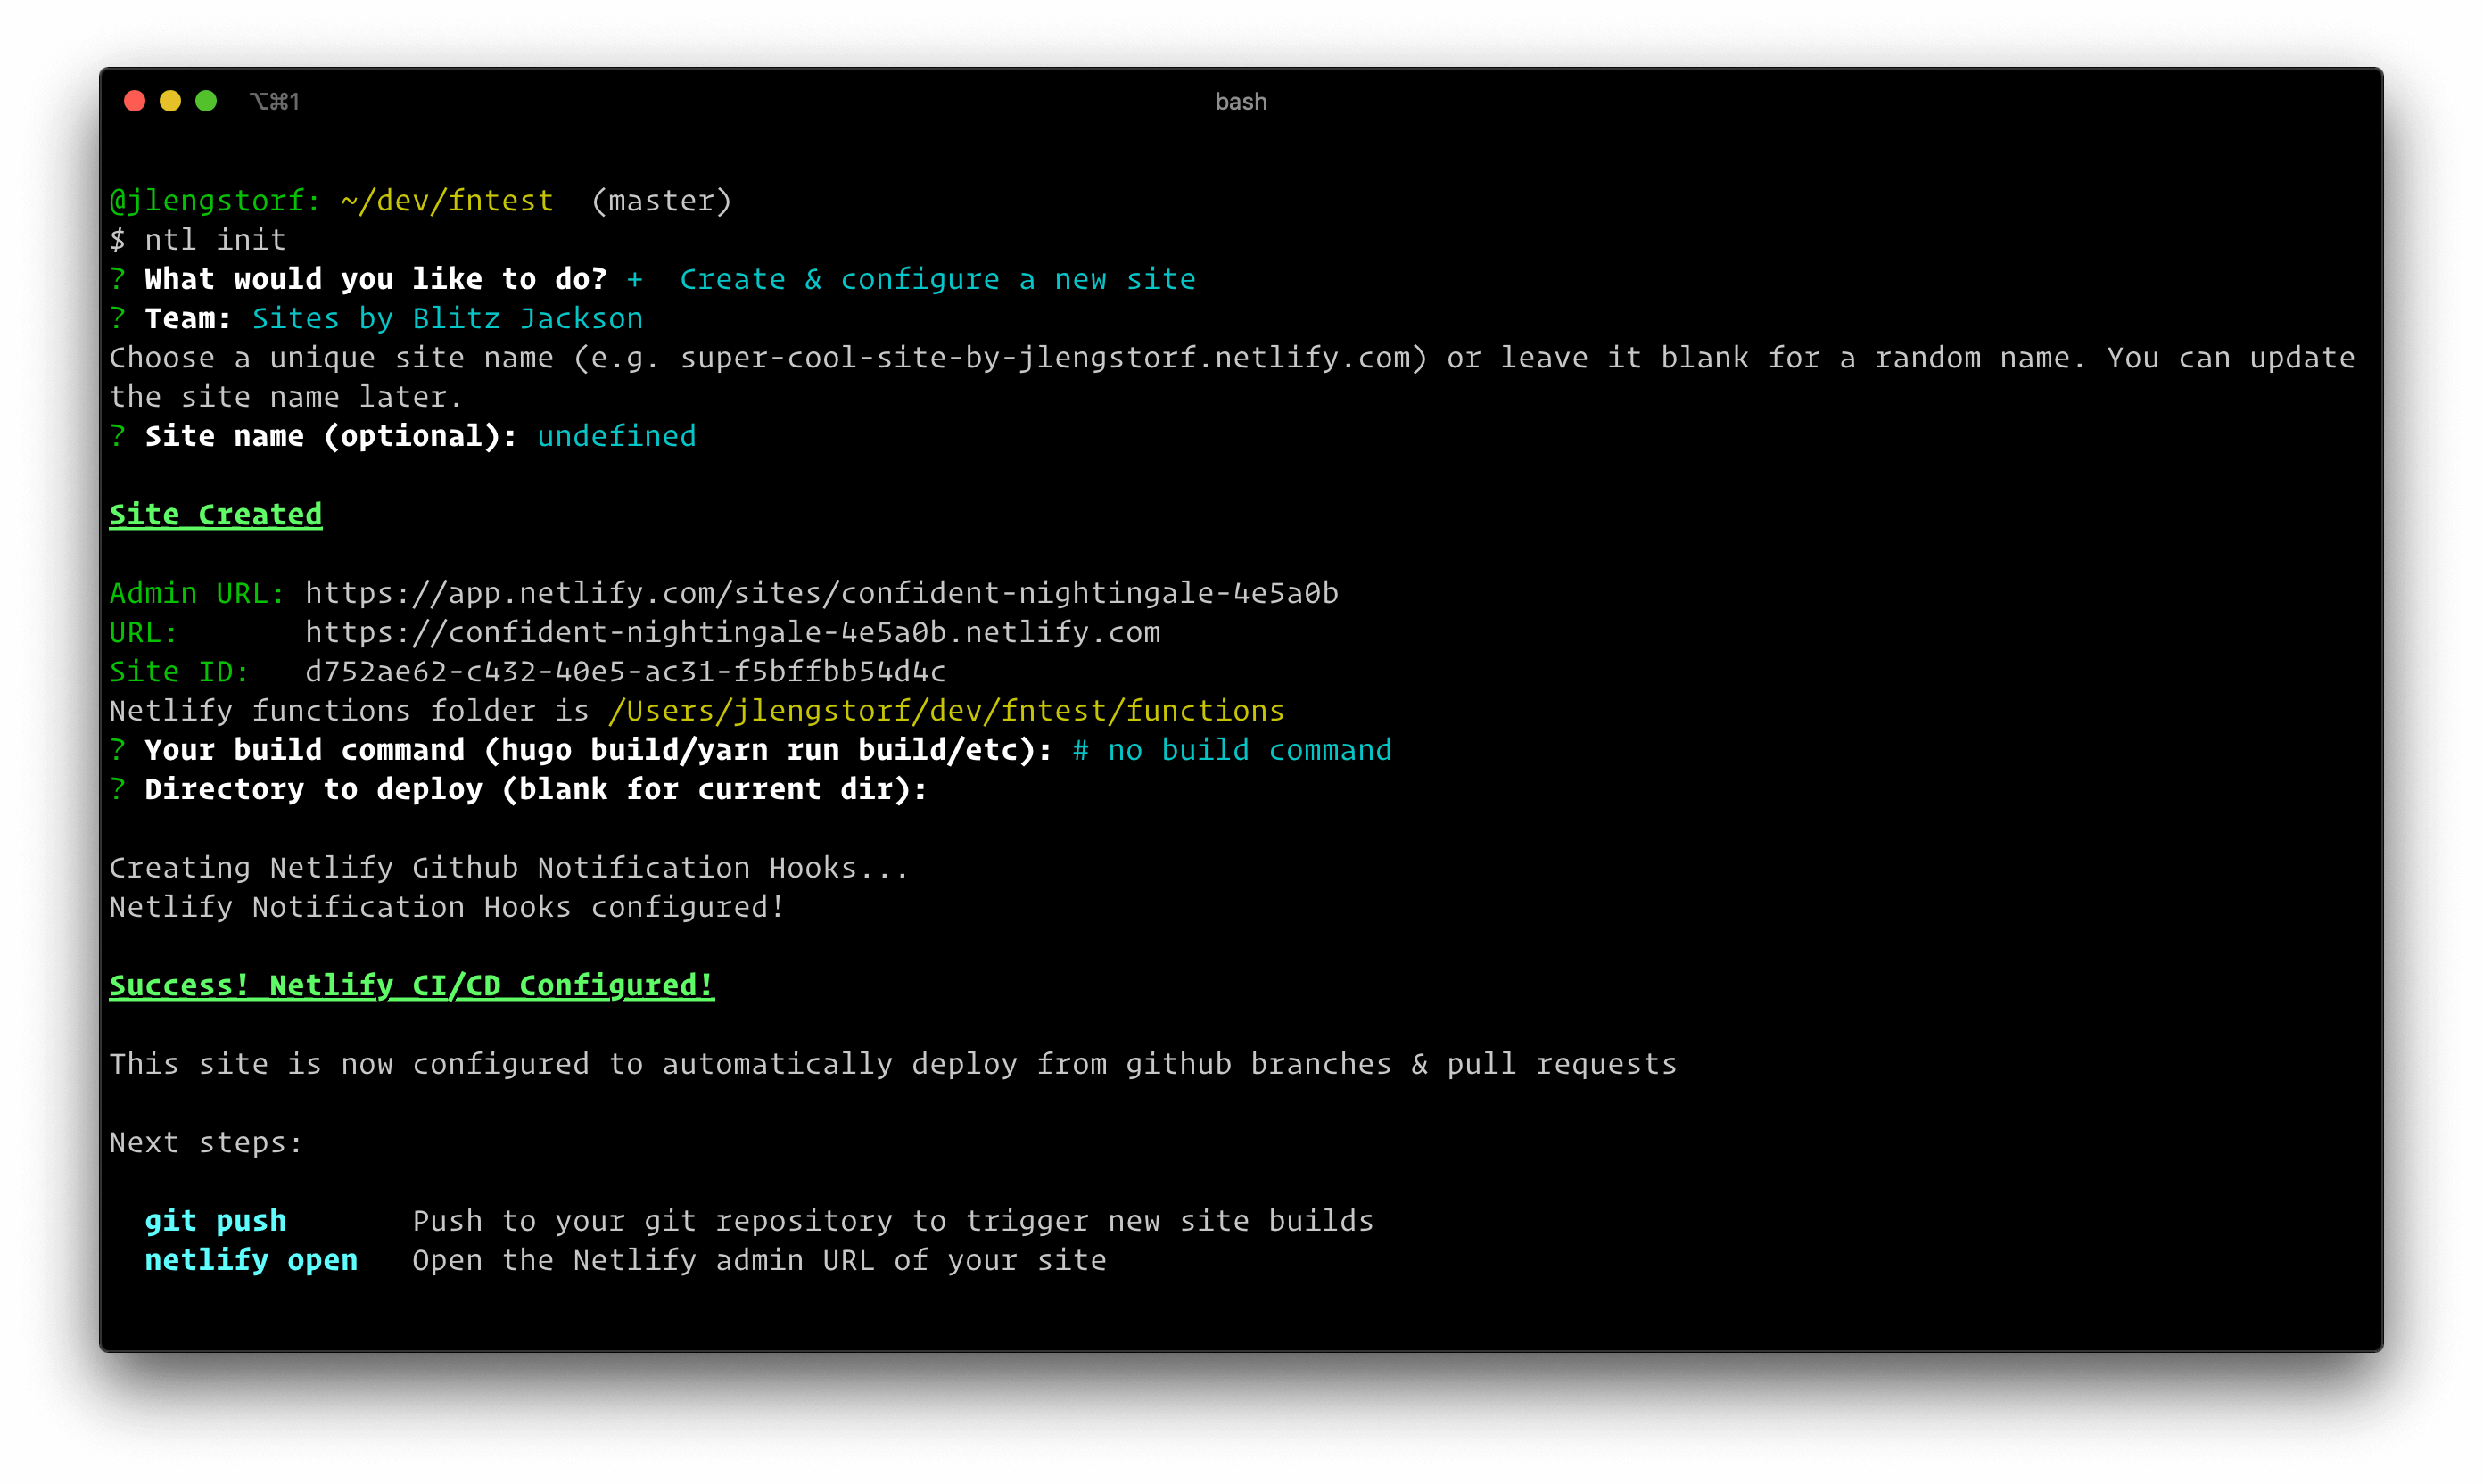 ⌥⌘1 bash
@jlengstorf: ~/dev/fntest (master)
$ ntl init
? What would you like to do? + Create & configure a new site
? Team: Sites by Blitz Jackson
Choose a unique site name (e.g. super-cool-site-by-jlengstorf.netlify.com) or leave it blank for a random name. You can update
the site name later.
? Site name (optional): undefined
Site Created
Admin URL: https://app.netlify.com/sites/confident-nightingale-4e5a0b
URL: https://confident-nightingale-4e5a0b.netlify.com
Site ID: d752ae62-c432-40e5-ac31-f5bffbb54d4c
Netlify functions folder is /Users/jlengstorf/dev/fntest/functions
? Your build command (hugo build/yarn run build/etc): # no build command
? Directory to deploy (blank for current dir):
Creating Netlify Github Notification Hooks...
Netlify Notification Hooks configured!
Success! Netlify CI/CD Configured!
This site is now configured to automatically deploy from github branches & pull requests
Next steps:
git push Push to your git repository to trigger new site builds
netlify open Open the Netlify admin URL of your site